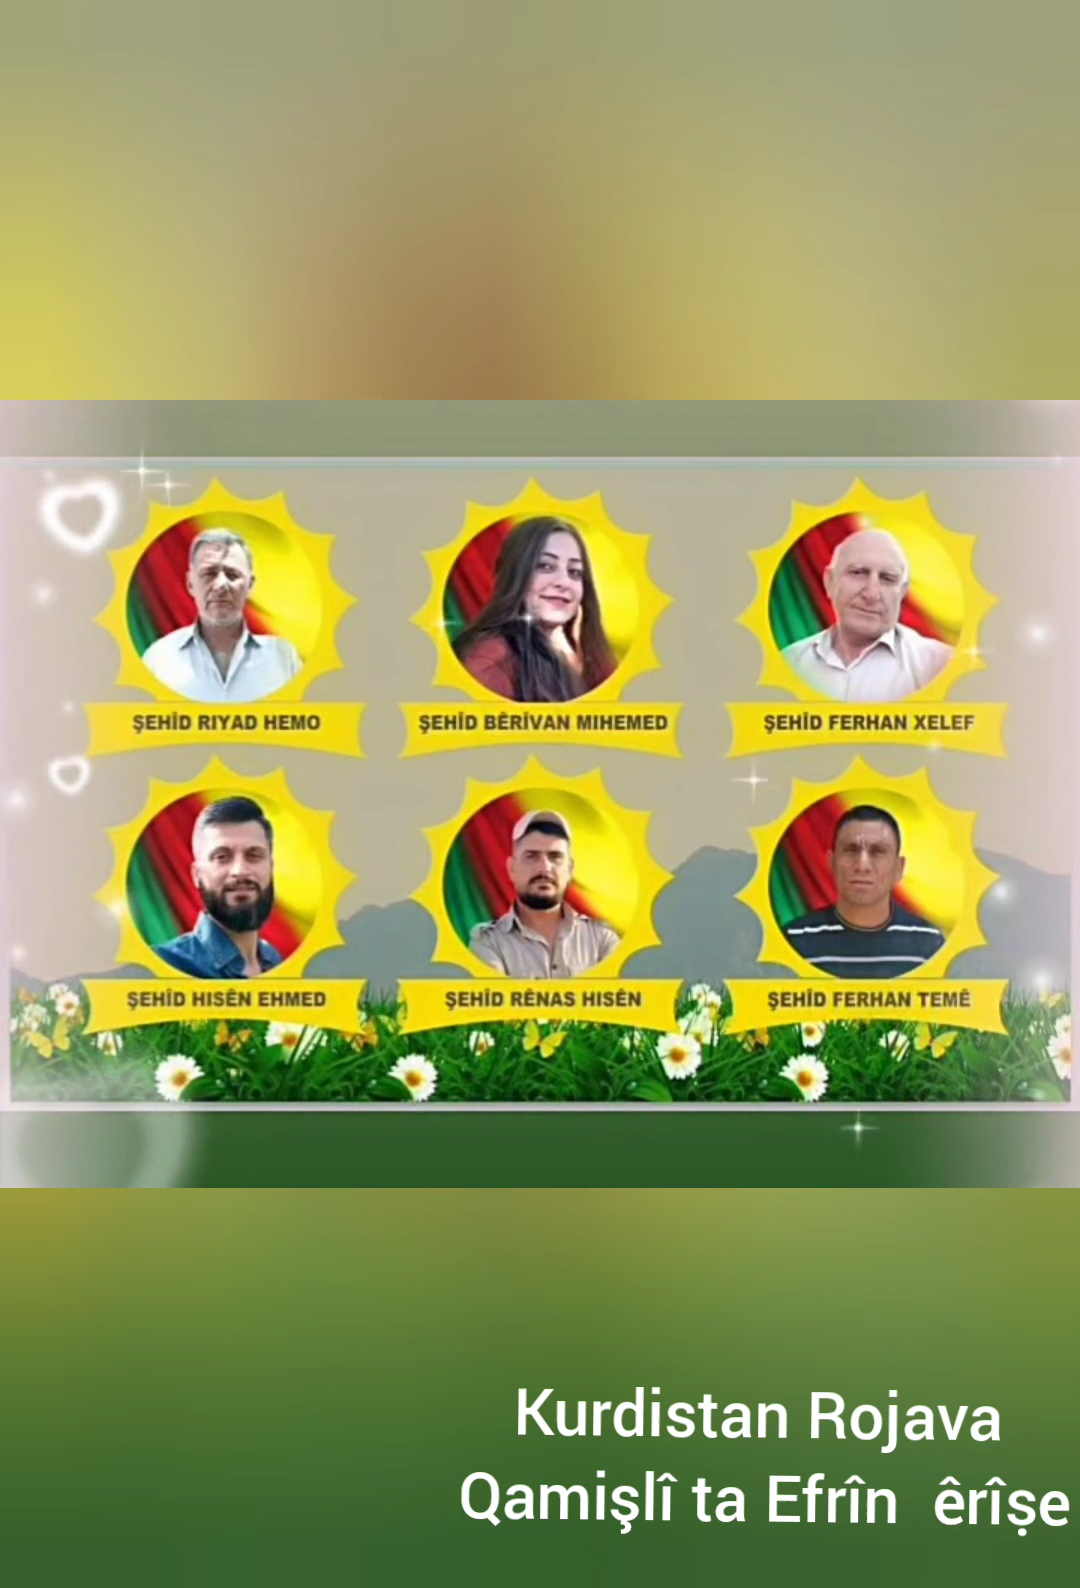 ŞEHÎD RIYAD HEMO
ŞEHÎD BÊRÎVAN MIHEMED
ŞEHÎD FERHAN XELEF
ŞEHÎD HISÊN EHMED
ŞEHÎD RÊNAS HISÊN
ŞEHÎD FERHAN TEMÊ
Kurdistan Rojava
Qamişlî ta Efrîn êrîşe